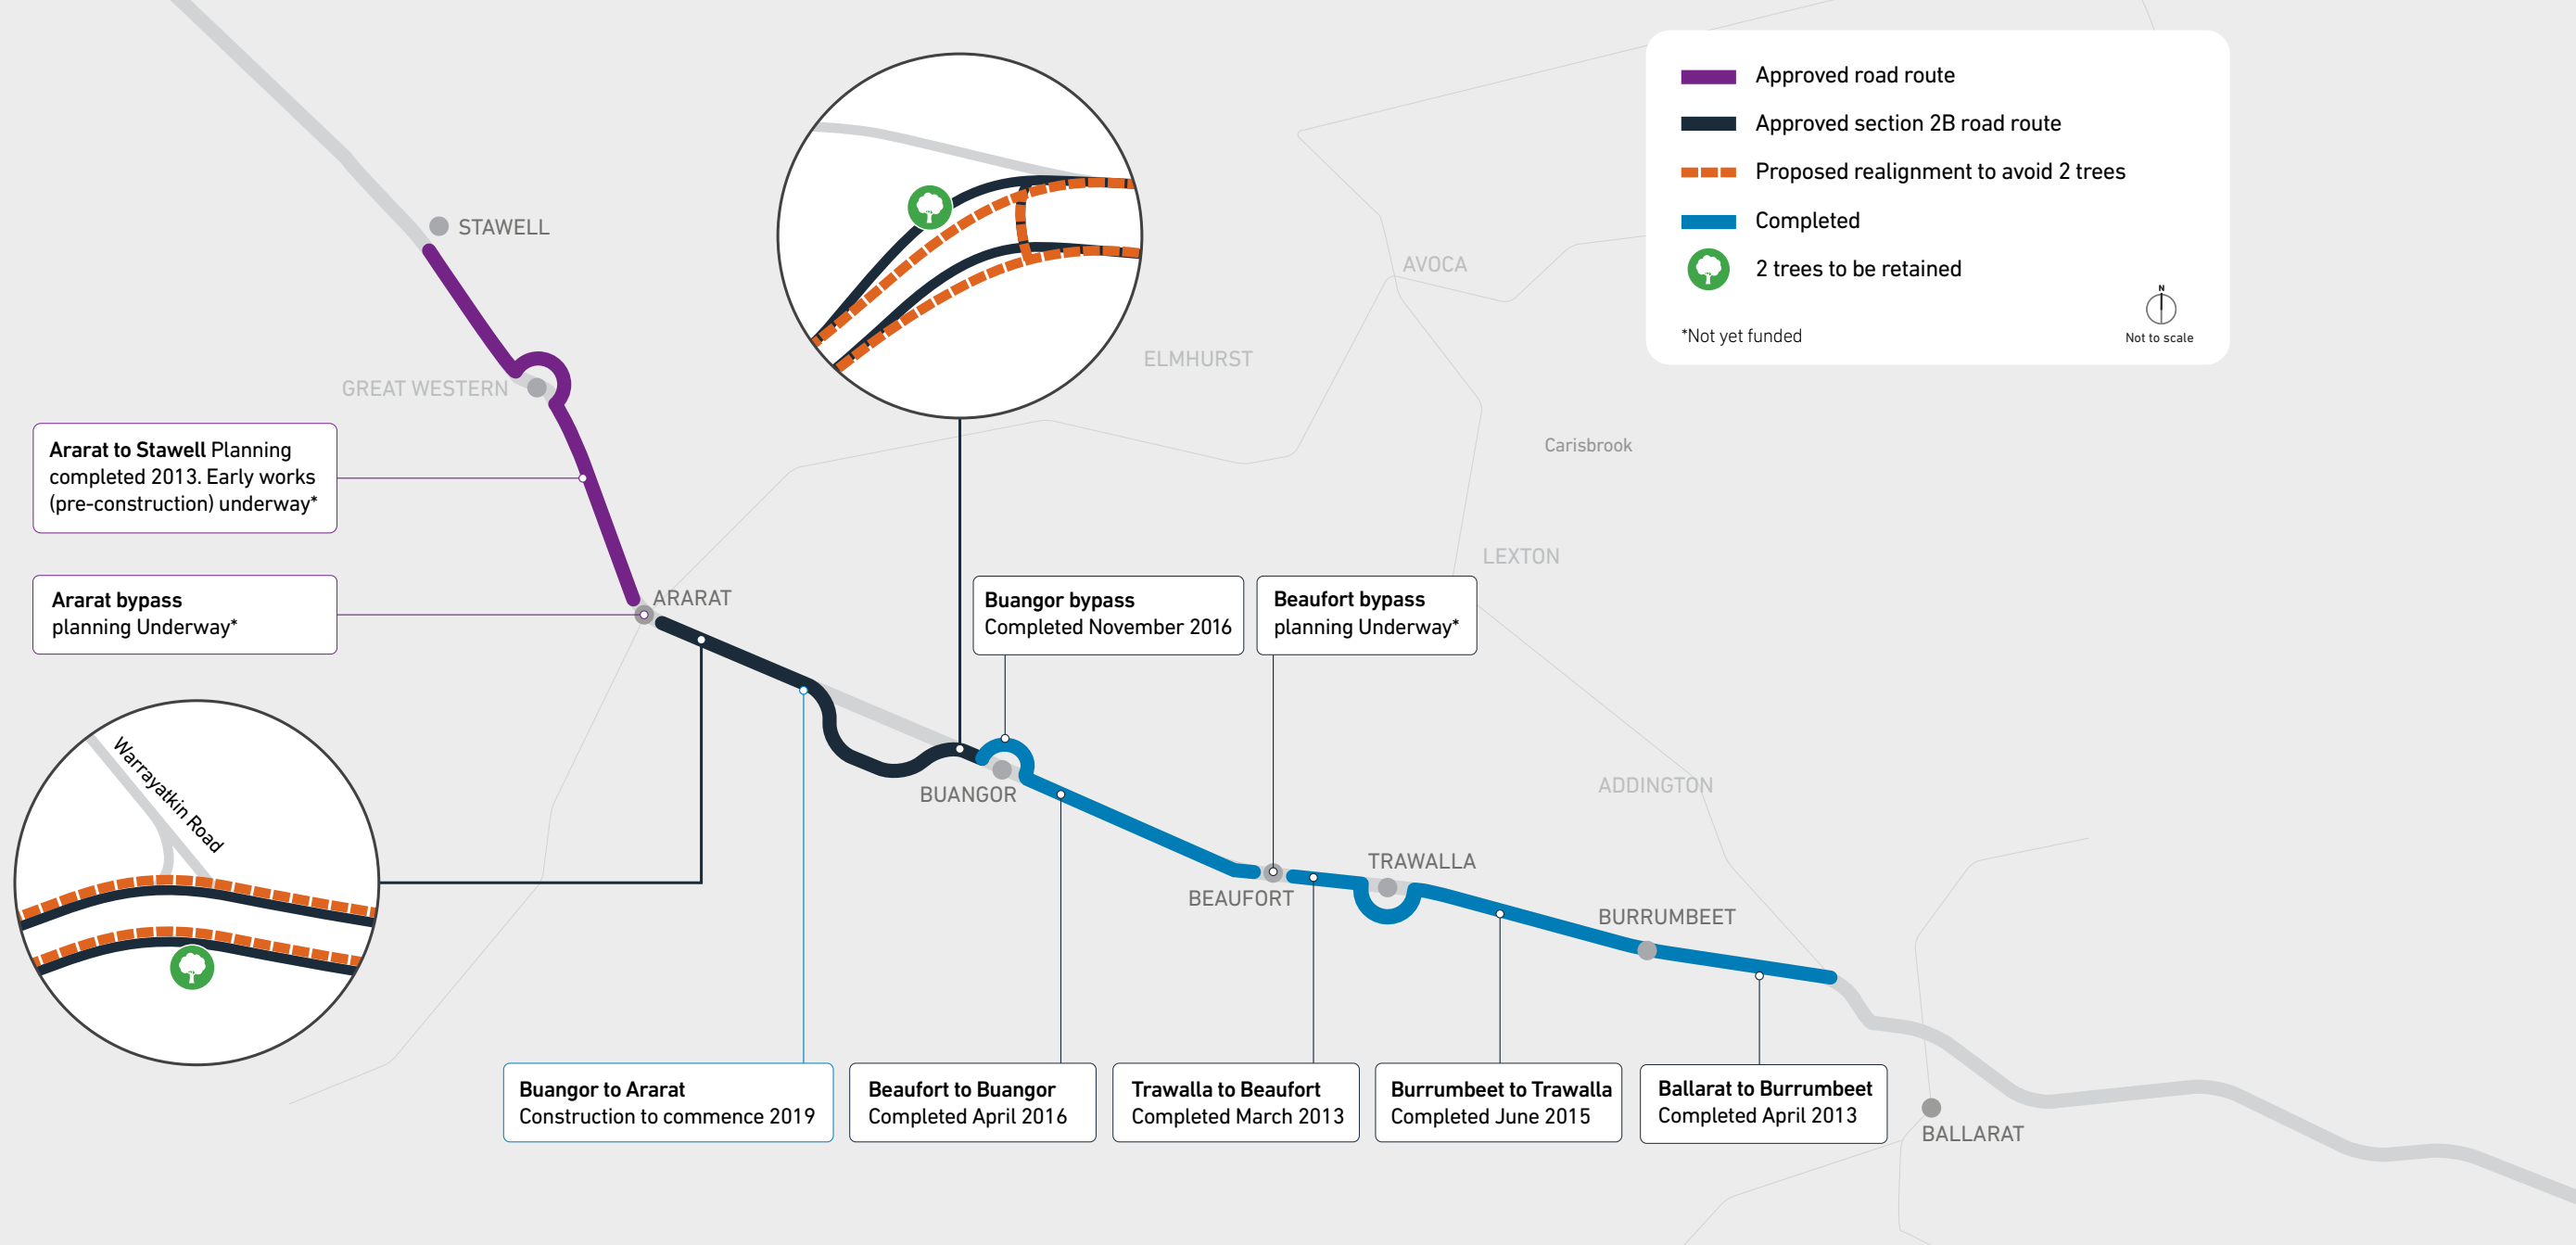 Approved road route
Approved section 2B road route
Proposed realignment to avoid 2 trees
Completed
2 trees to be retained
*Not yet funded
N
Not to scale
STAWELL
GREAT WESTERN
AVOCA
ELMHURST
Carisbrook
LEXTON
Ararat to Stawell Planning
completed 2013. Early works
(pre-construction) underway*
Ararat bypass
planning Underway*
ARARAT
Buangor bypass
Completed November 2016
Beaufort bypass
planning Underway*
Warrayatkin Road
BUANGOR
ADDINGTON
TRAWALLA
BEAUFORT
BURRUMBEET
Buangor to Ararat
Construction to commence 2019
Beaufort to Buangor
Completed April 2016
Trawalla to Beaufort
Completed March 2013
Burrumbeet to Trawalla
Completed June 2015
Ballarat to Burrumbeet
Completed April 2013
BALLARAT